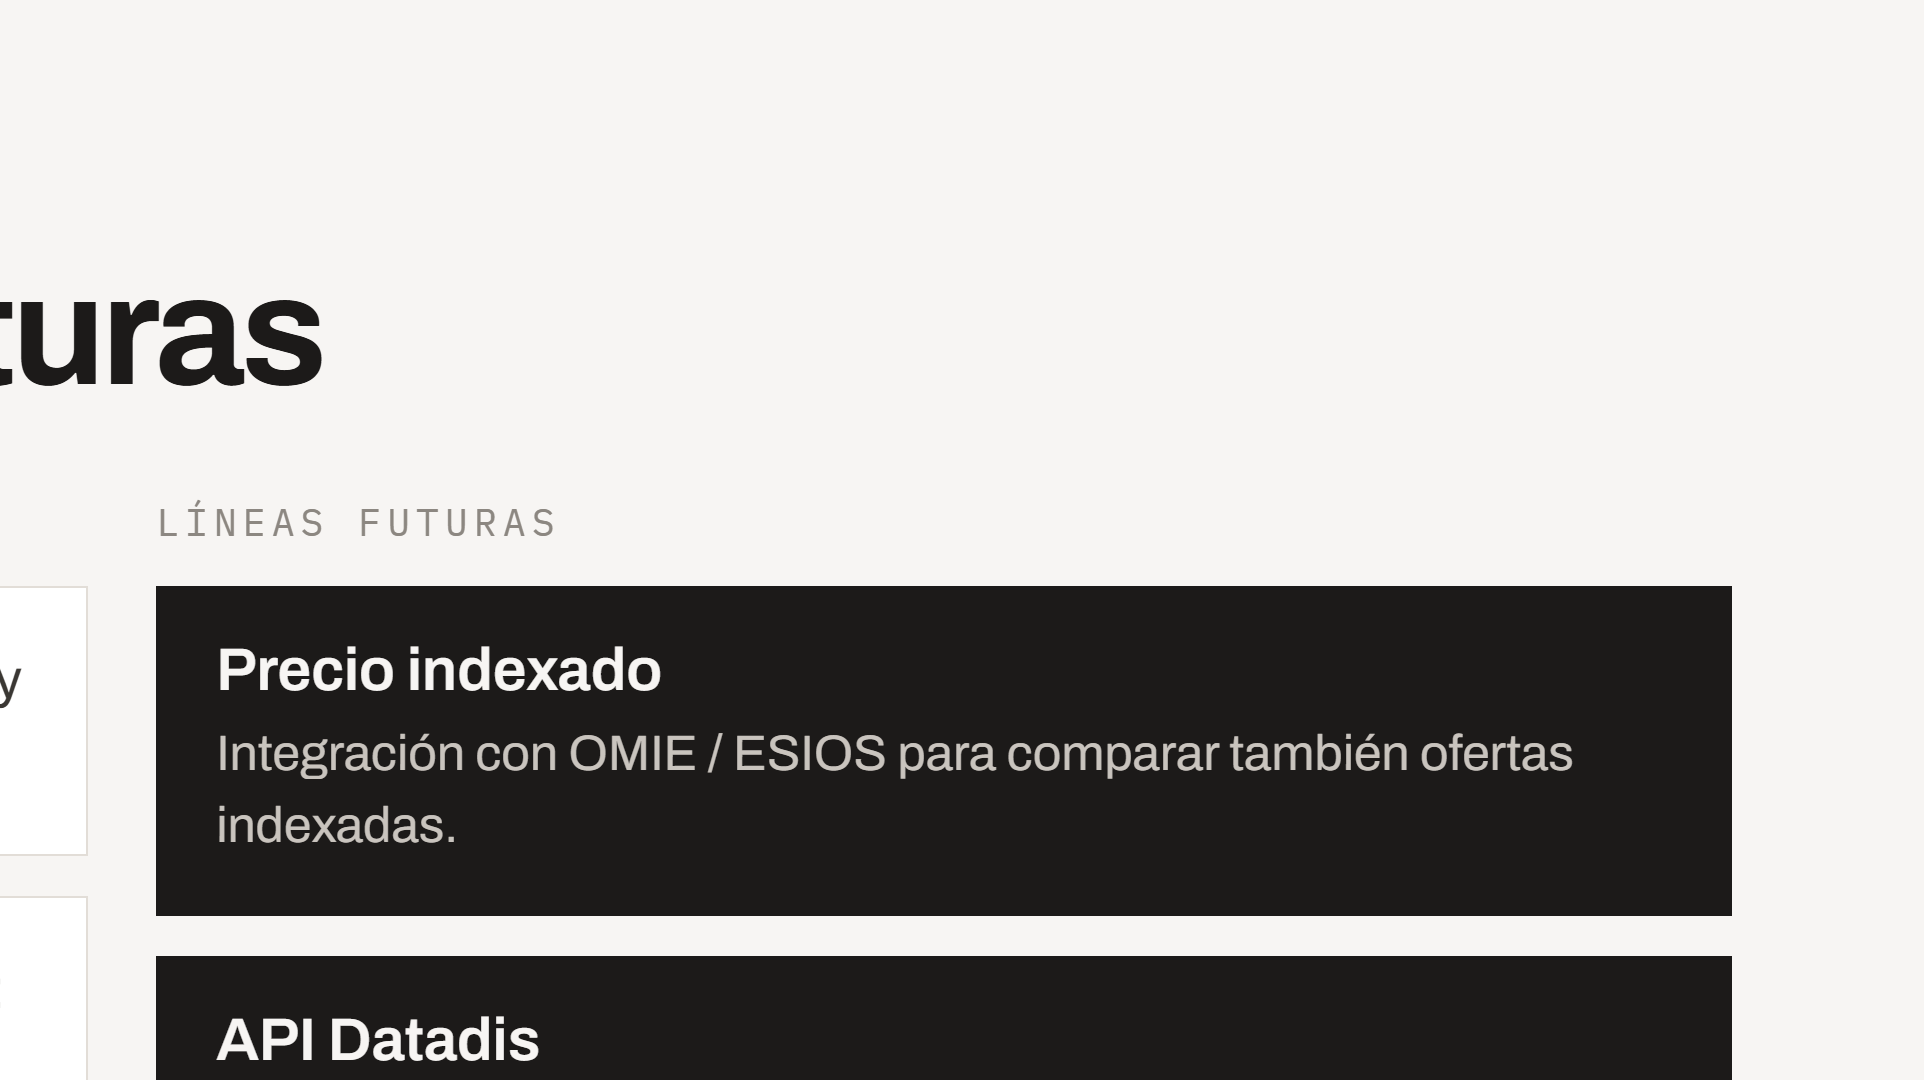 turas
LÍNEAS FUTURAS
y
Precio indexado
Integración con OMIE / ESIOS para comparar también ofertas
indexadas.
API Datadis